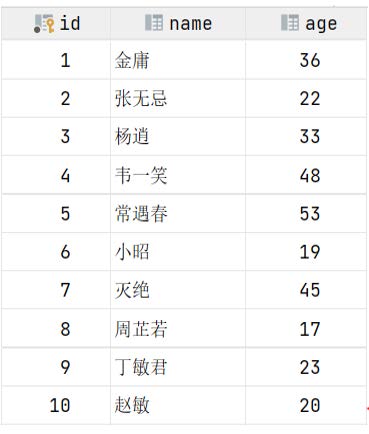 id name age
1 金庸 36
2 张无忌 22
3 杨逍 33
4 韦一笑 48
5 常遇春 53
6 小昭 19
7 灭绝 45
8 周芷若 17
9 丁敏君 23
10 赵敏 20